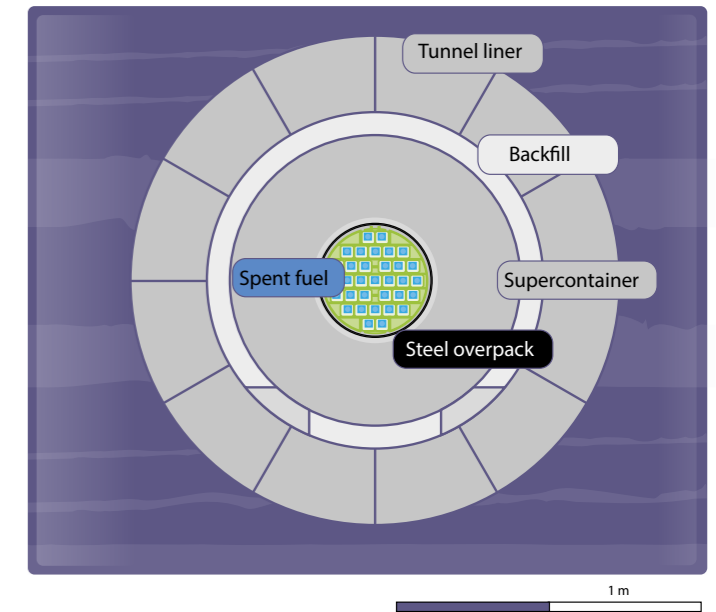 Tunnel liner
Backfill
Spent fuel
Supercontainer
Steel overpack
1 m